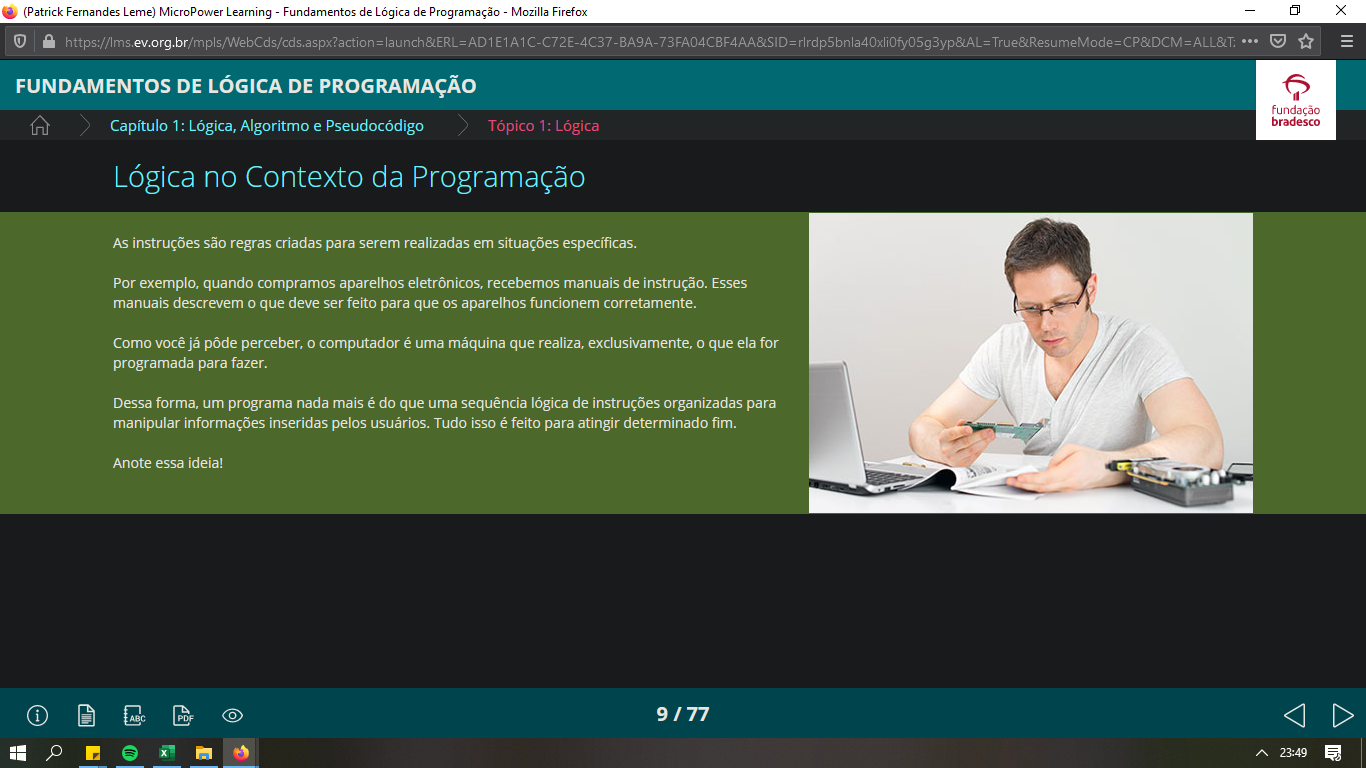 (Patrick Fernandes Leme) MicroPower Learning - Fundamentos de Lógica de Programação - Mozilla Firefox
https://lms.ev.org.br/mpls/WebCds/cds.aspx?action=launch&ERL=AD1E1A1C-C72E-4C37-BA9A-73FA04CBF4AA&SID=rlrdp5bnla40xli0fy05g3yp&AL=True&ResumeMode=CP&DCM=ALL&T
FUNDAMENTOS DE LÓGICA DE PROGRAMAÇÃO
fundação
bradesco
Capítulo 1: Lógica, Algoritmo e Pseudocódigo
Tópico 1: Lógica
Lógica no Contexto da Programação
As instruções são regras criadas para serem realizadas em situações específicas.
Por exemplo, quando compramos aparelhos eletrônicos, recebemos manuais de instrução. Esses
manuais descrevem o que deve ser feito para que os aparelhos funcionem corretamente.
Como você já pôde perceber, o computador é uma máquina que realiza, exclusivamente, o que ela for
programada para fazer.
Dessa forma, um programa nada mais é do que uma sequência lógica de instruções organizadas para
manipular informações inseridas pelos usuários. Tudo isso é feito para atingir determinado fim.
Anote essa ideia!
ABC
PDF
9 / 77
23:49